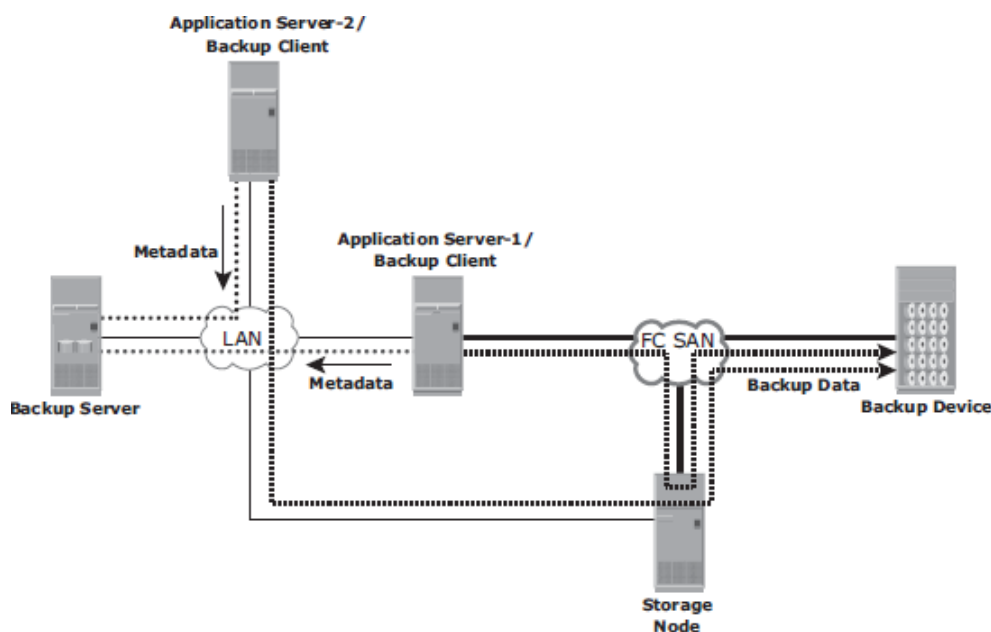 Application Server-2/
Backup Client
Metadata
Application Server-1/
Backup Client
LAN
FC SAN
Metadata
Backup Data
Backup Server
Backup Device
Storage
Node